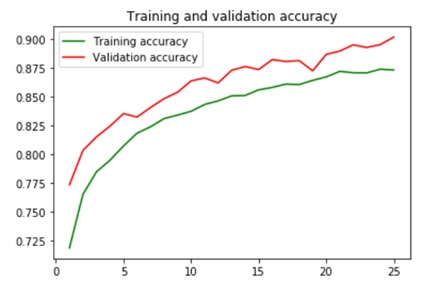 Training and validation accuracy
Training accuracy
Validation accuracy
0.900
0.875
0.850
0.825
0.800
0.775
0.750
0.725
0 5 10 15 20 25